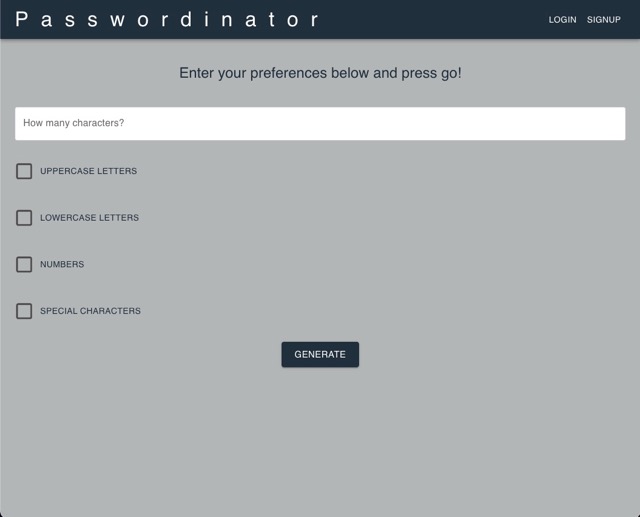 Passwordinator LOGIN SIGNUP
Enter your preferences below and press go!
How many characters?
UPPERCASE LETTERS
LOWERCASE LETTERS
NUMBERS
SPECIAL CHARACTERS
GENERATE